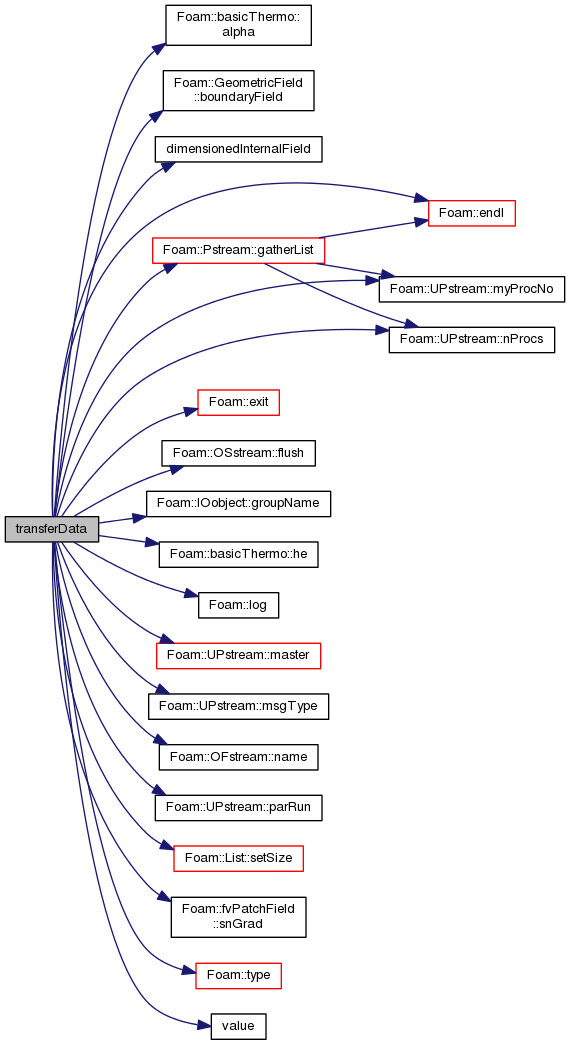 Foam::basicThermo::
alpha
Foam::GeometricField
::boundaryField
dimensionedInternalField
Foam::endl
Foam::Pstream::gatherList
Foam::UPstream::myProcNo
Foam::UPstream::nProcs
Foam::exit
Foam::OSstream::flush
Foam::IOobject::groupName
transferData
Foam::basicThermo::he
Foam::log
Foam::UPstream::master
Foam::UPstream::msgType
Foam::OFstream::name
Foam::UPstream::parRun
Foam::List::setSize
Foam::fvPatchField
::snGrad
Foam::type
value